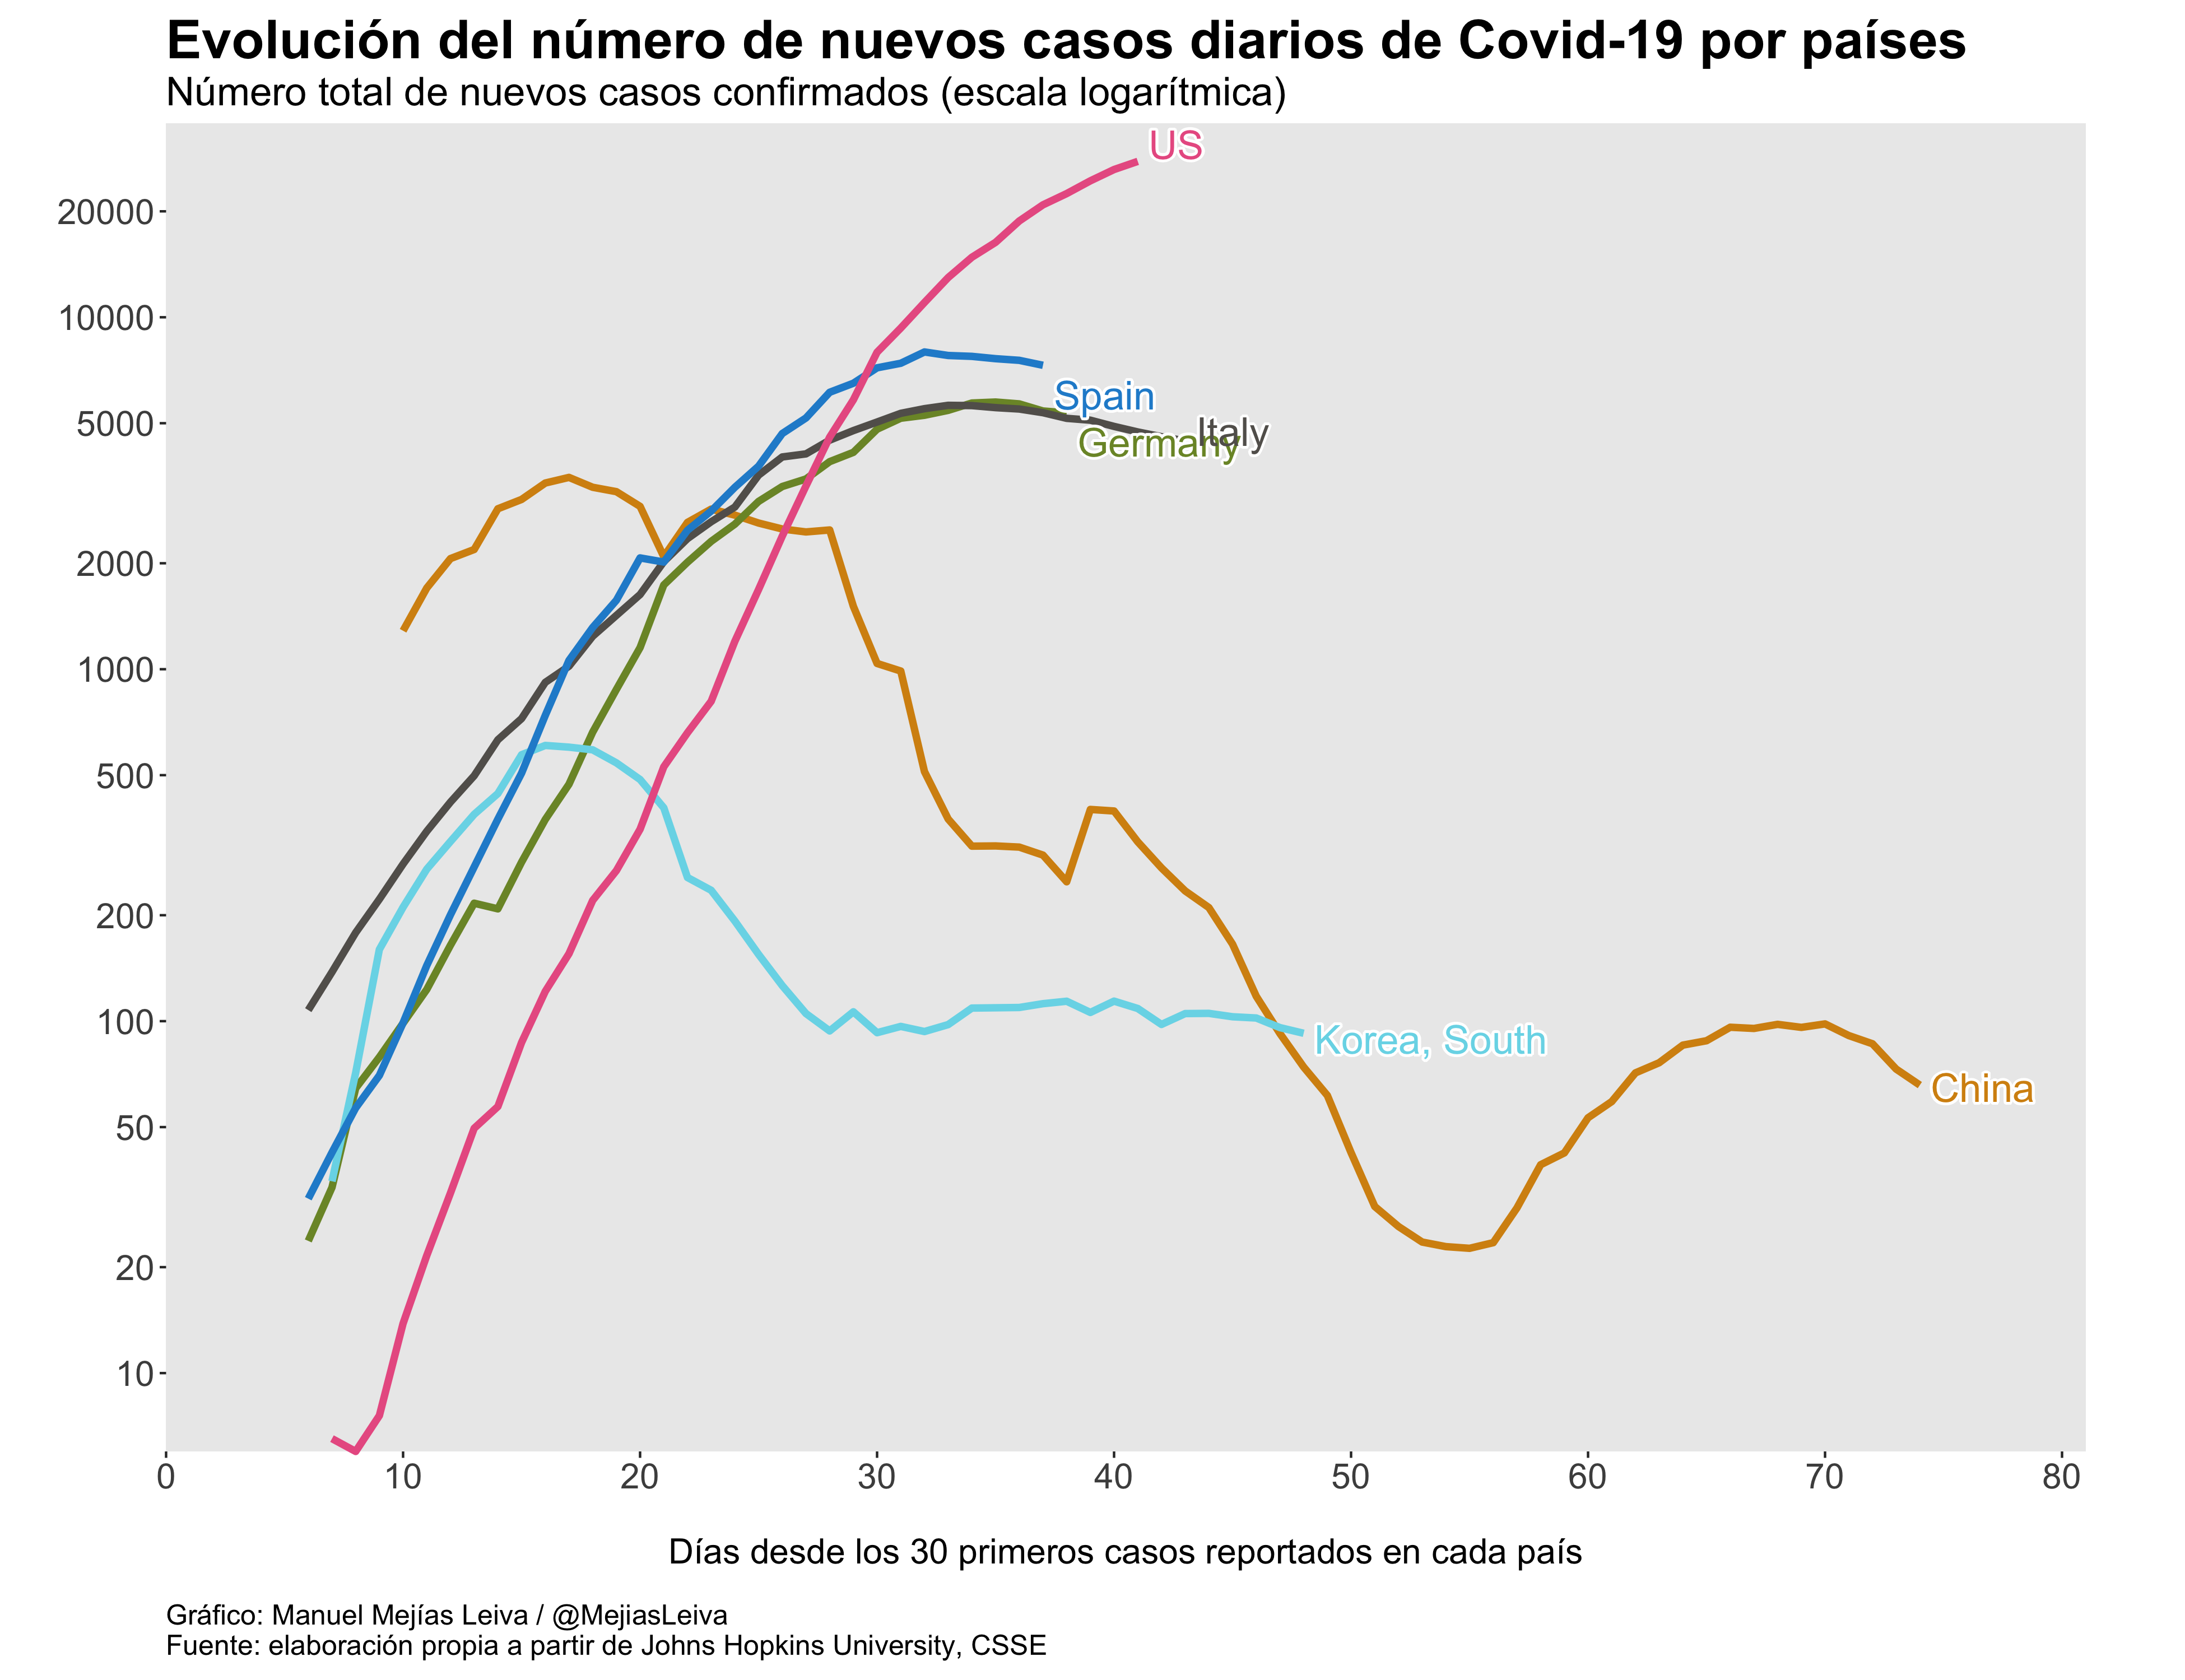 Evolución del número de nuevos casos diarios de Covid-19 por países
Número total de nuevos casos confirmados (escala logarítmica)
US
20000
10000
Spain
5000
Italy
Germany
2000
1000
500
200
100
Korea, South
China
50
20
10
0 10 20 30 40 50 60 70 80
Días desde los 30 primeros casos reportados en cada país
Gráfico: Manuel Mejías Leiva / @MejiasLeiva
Fuente: elaboración propia a partir de Johns Hopkins University, CSSE